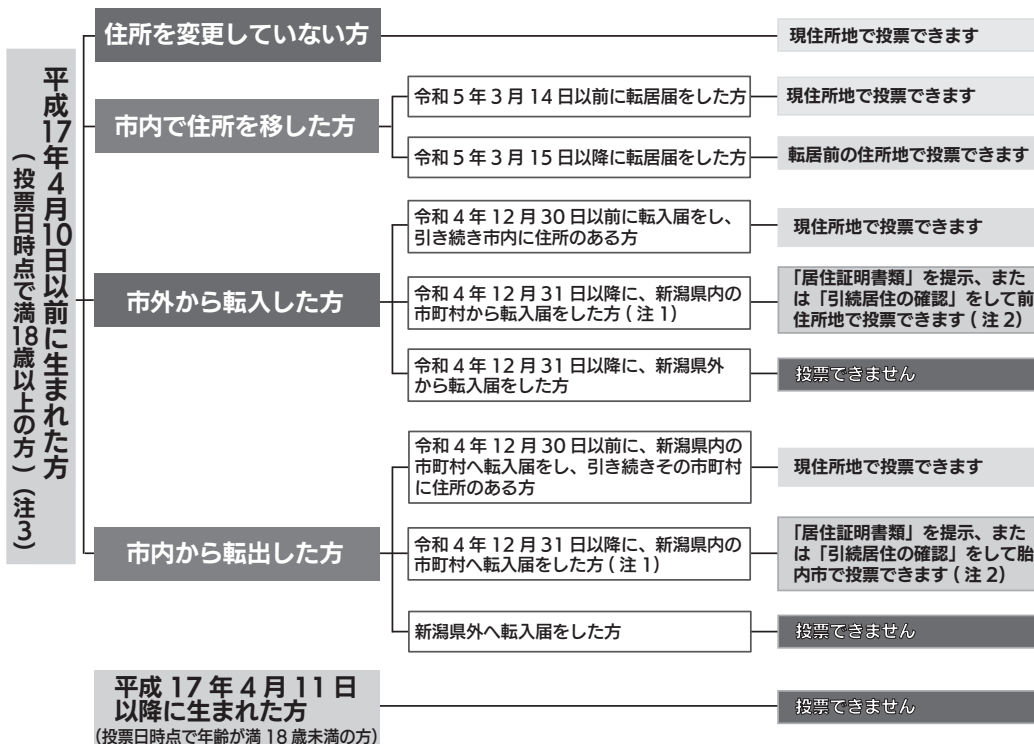 平成17年4月10日以前に生まれた方
（投票日時点で満18歳以上の方）（注3）
住所を変更していない方
現住所地で投票できます
市内で住所を移した方
令和5年3月14日以前に転居届をした方
現住所地で投票できます
令和5年3月15日以降に転居届をした方
転居前の住所地で投票できます
市外から転入した方
令和4年12月30日以前に転入届をし、
引き続き市内に住所のある方
現住所地で投票できます
令和4年12月31日以降に、新潟県内の
市町村から転入届をした方(注1)
「居住証明書類」を提示、また
は「引続居住の確認」をして前
住所地で投票できます(注2)
令和4年12月31日以降に、新潟県外
から転入届をした方
投票できません
市内から転出した方
令和4年12月30日以前に、新潟県内の
市町村へ転入届をし、引き続きその市町村
に住所のある方
現住所地で投票できます
令和4年12月31日以降に、新潟県内の
市町村へ転入届をした方(注1)
「居住証明書類」を提示、また
は「引続居住の確認」をして胎
内市で投票できます(注2)
新潟県外へ転入届をした方
投票できません
平成17年4月11日
以降に生まれた方
(投票日時点で年齢が満18歳未満の方)
投票できません